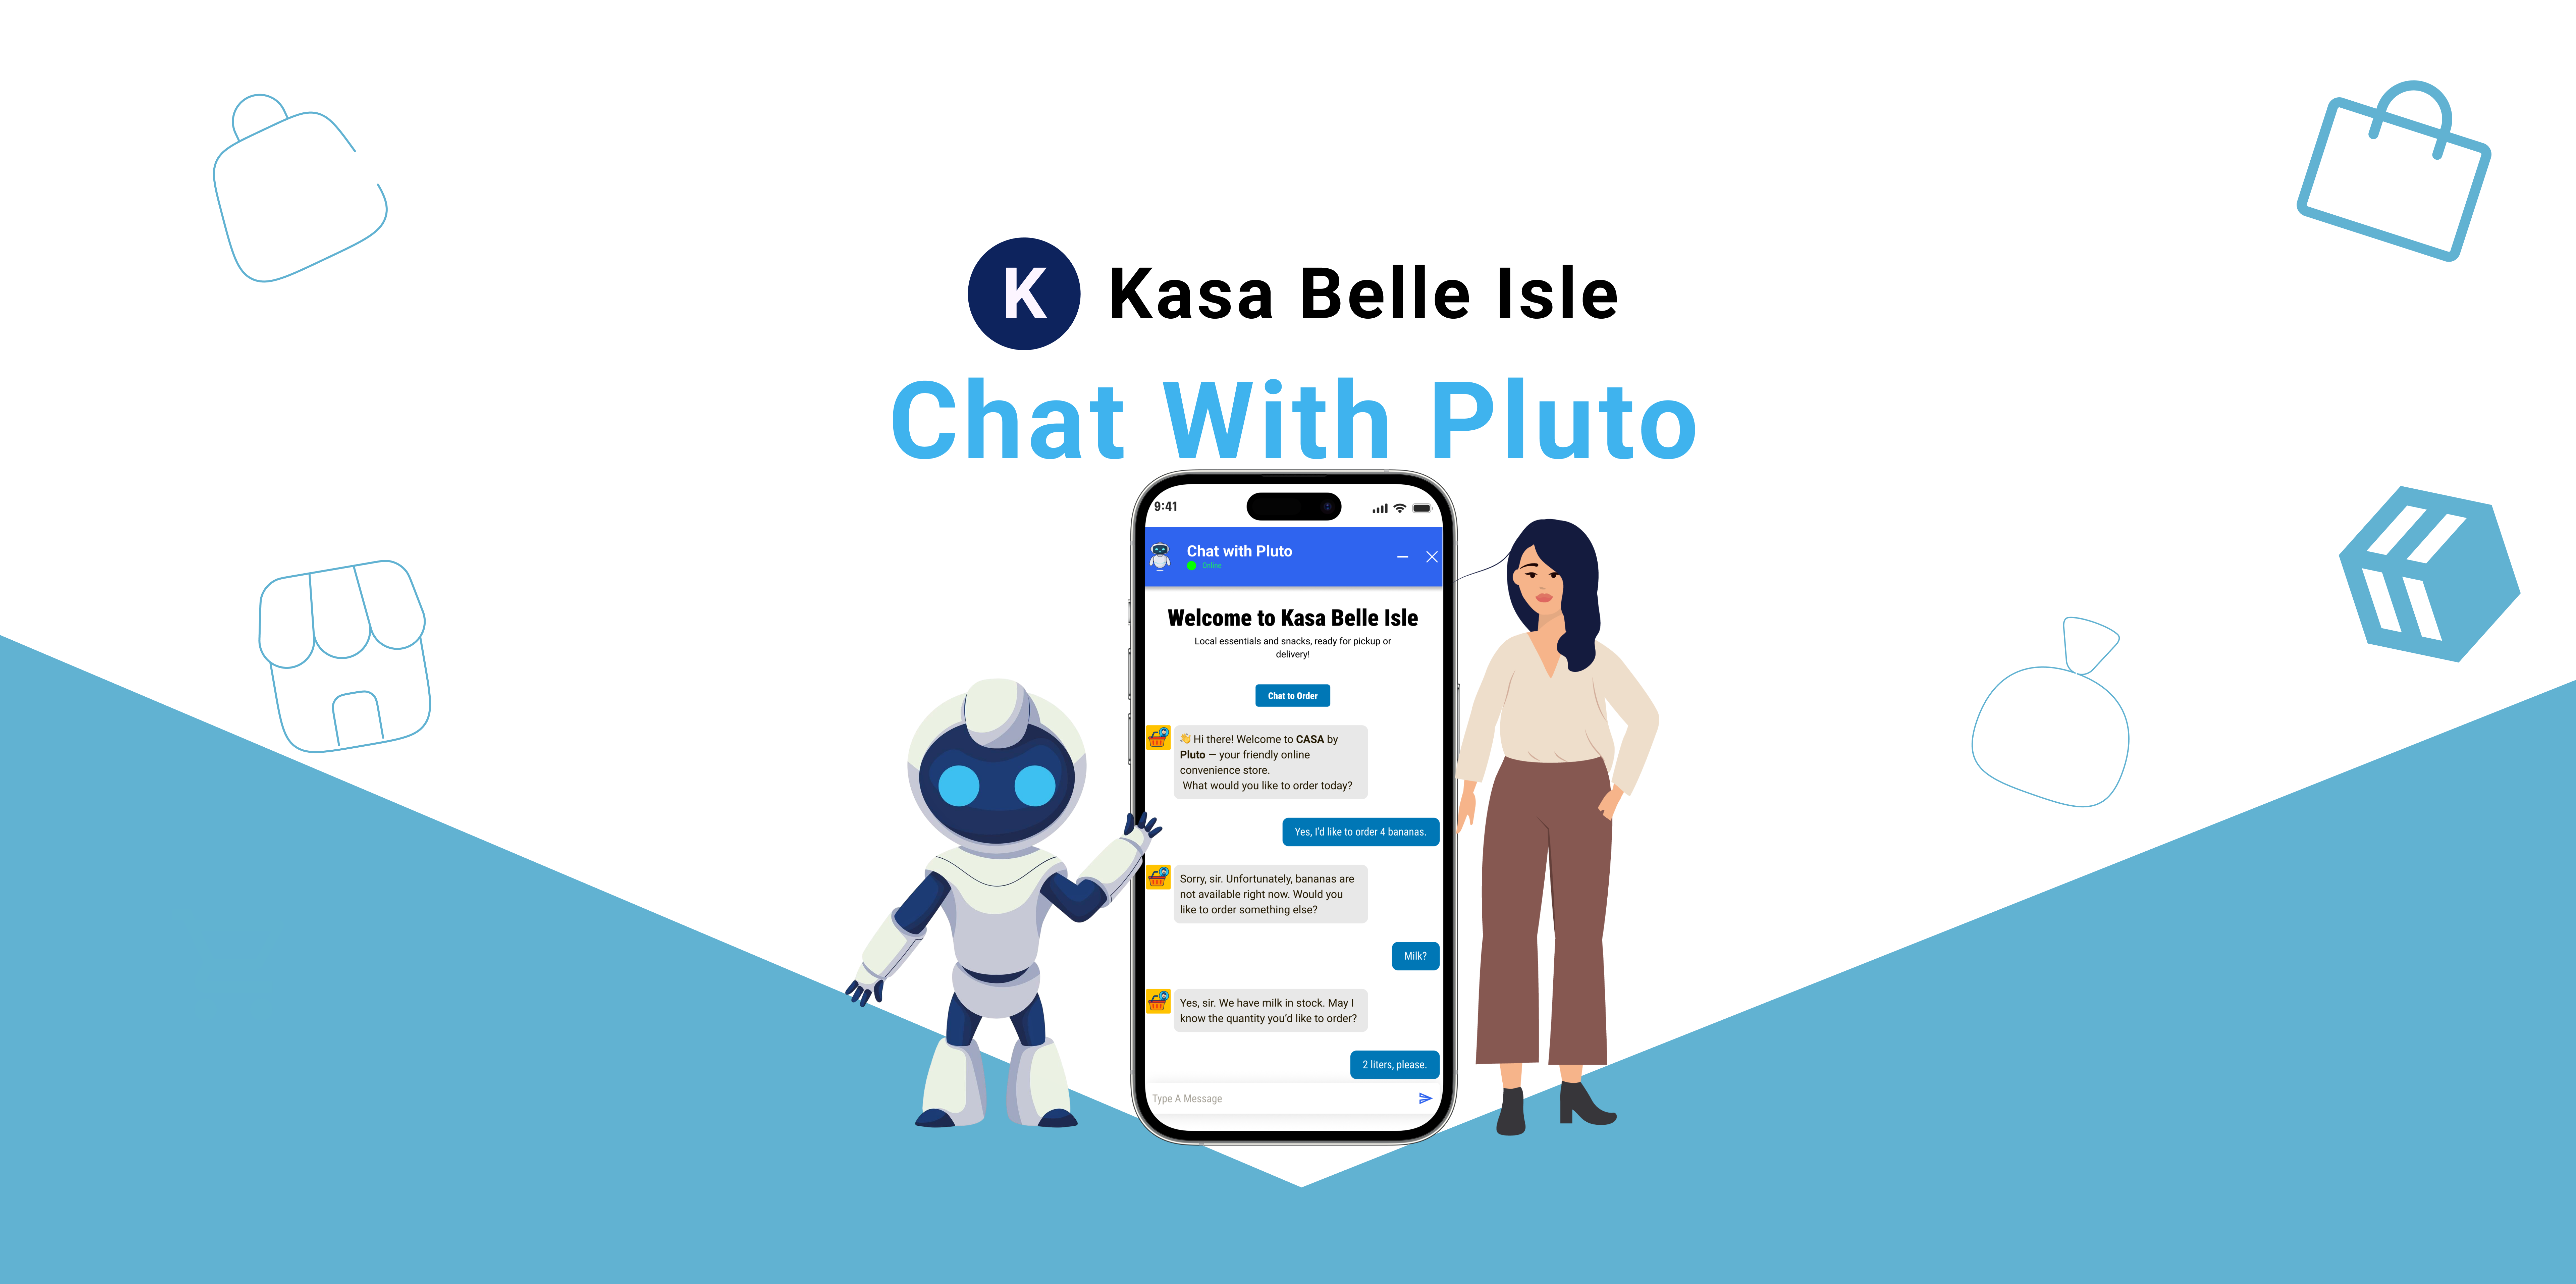 K
Kasa Belle Isle
Chat With Pluto
9:41
Chat with Pluto
Online
Welcome to Kasa Belle Isle
Local essentials and snacks, ready for pickup or
delivery!
Chat to Order
👋 Hi there! Welcome to CASA by
Pluto — your friendly online
convenience store.
What would you like to order today?
Yes, I'd like to order 4 bananas.
Sorry, sir. Unfortunately, bananas are
not available right now. Would you
like to order something else?
Milk?
Yes, sir. We have milk in stock. May I
know the quantity you'd like to order?
2 liters, please.
Type A Message